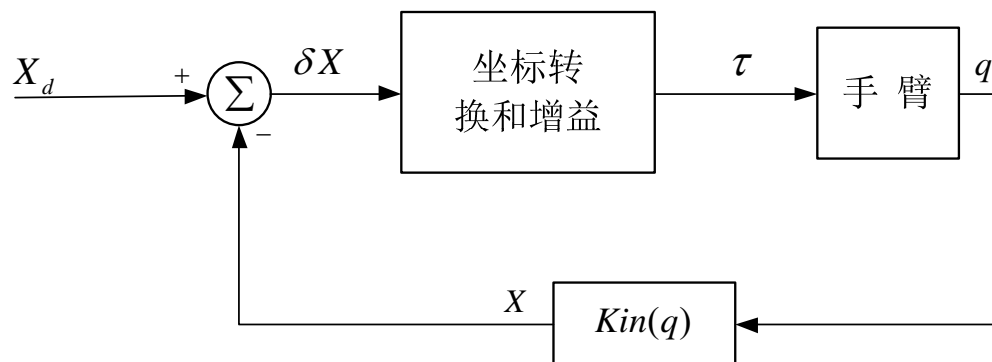 X_d
+
Σ
−
δX
坐标转
换和增益
τ
手 臂
q
X
Kin(q)